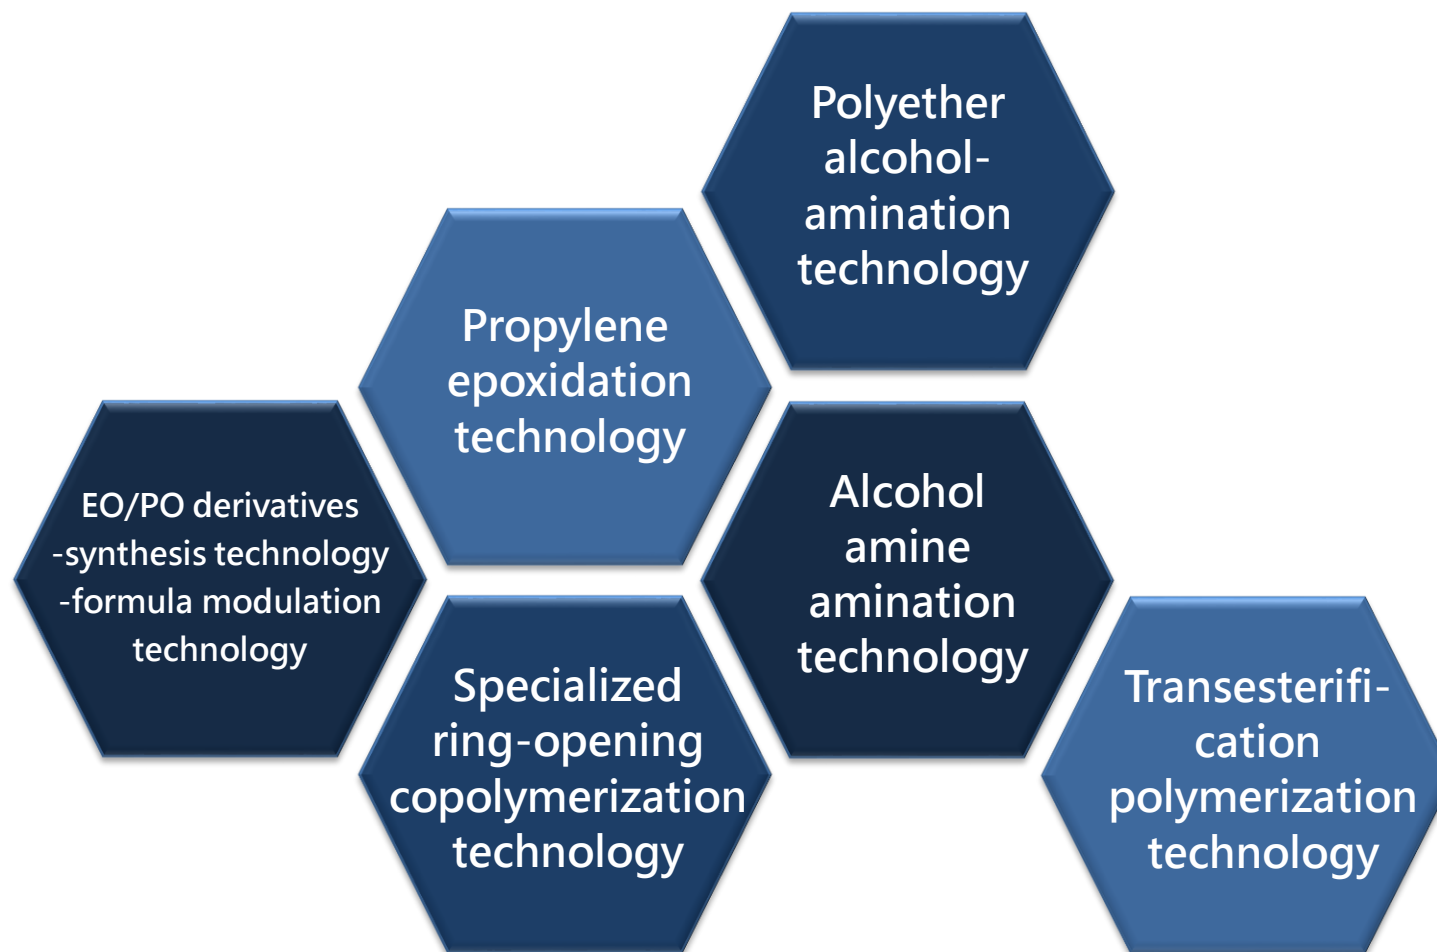 Polyether
alcohol-
amination
technology
Propylene
epoxidation
technology
EO/PO derivatives
-synthesis technology
-formula modulation
technology
Alcohol
amine
amination
technology
Specialized
ring-opening
copolymerization
technology
Transesterifi-
cation
polymerization
technology